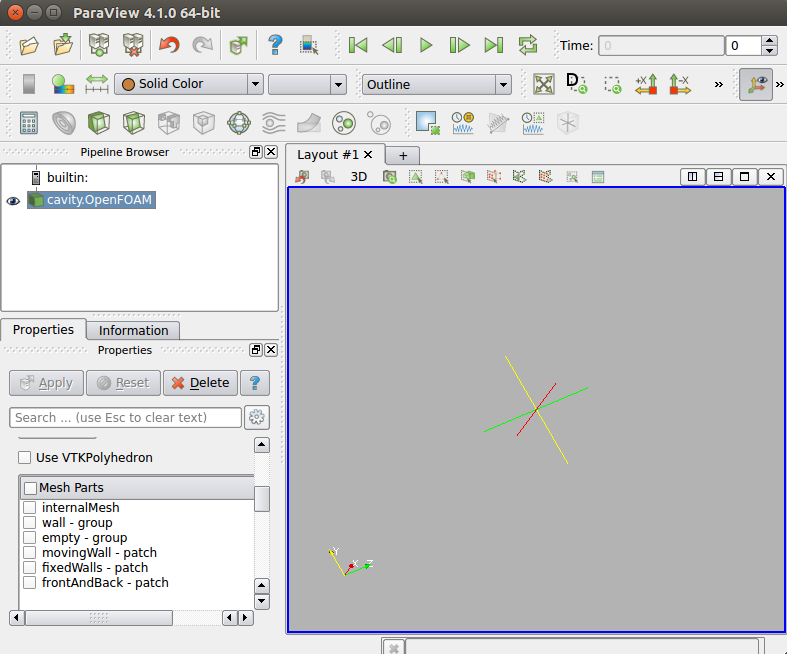 ParaView 4.1.0 64-bit
?
Time: 0 0
Solid Color Outline D +X -X » »
Pipeline Browser
Layout #1 × +
builtin:
3D
cavity.OpenFOAM
Properties Information
Properties
Apply Reset Delete ?
Search ... (use Esc to clear text)
Use VTKPolyhedron
Mesh Parts
internalMesh
wall - group
empty - group
movingWall - patch
fixedWalls - patch
frontAndBack - patch
Y X Z